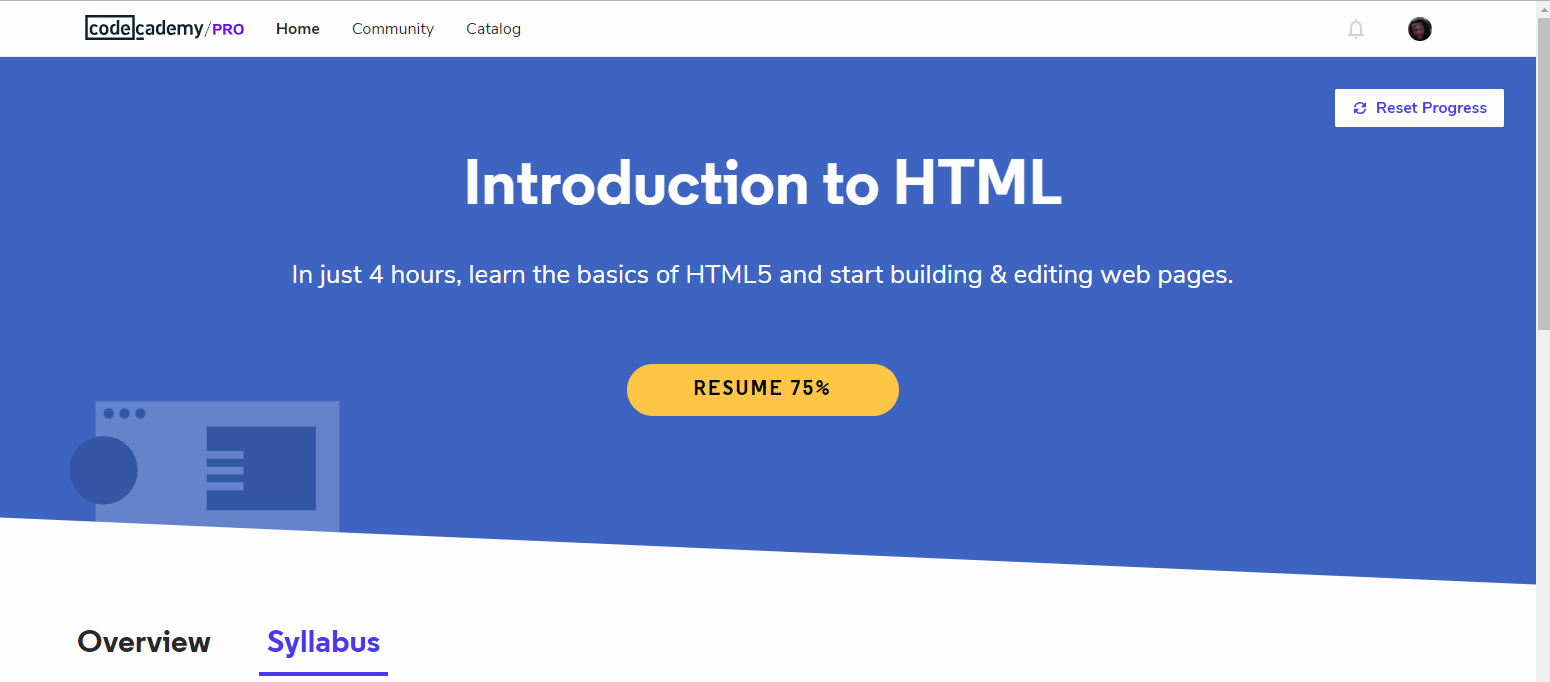 codecademy/PRO Home Community Catalog
Reset Progress
Introduction to HTML
In just 4 hours, learn the basics of HTML5 and start building & editing web pages.
RESUME 75%
Overview Syllabus